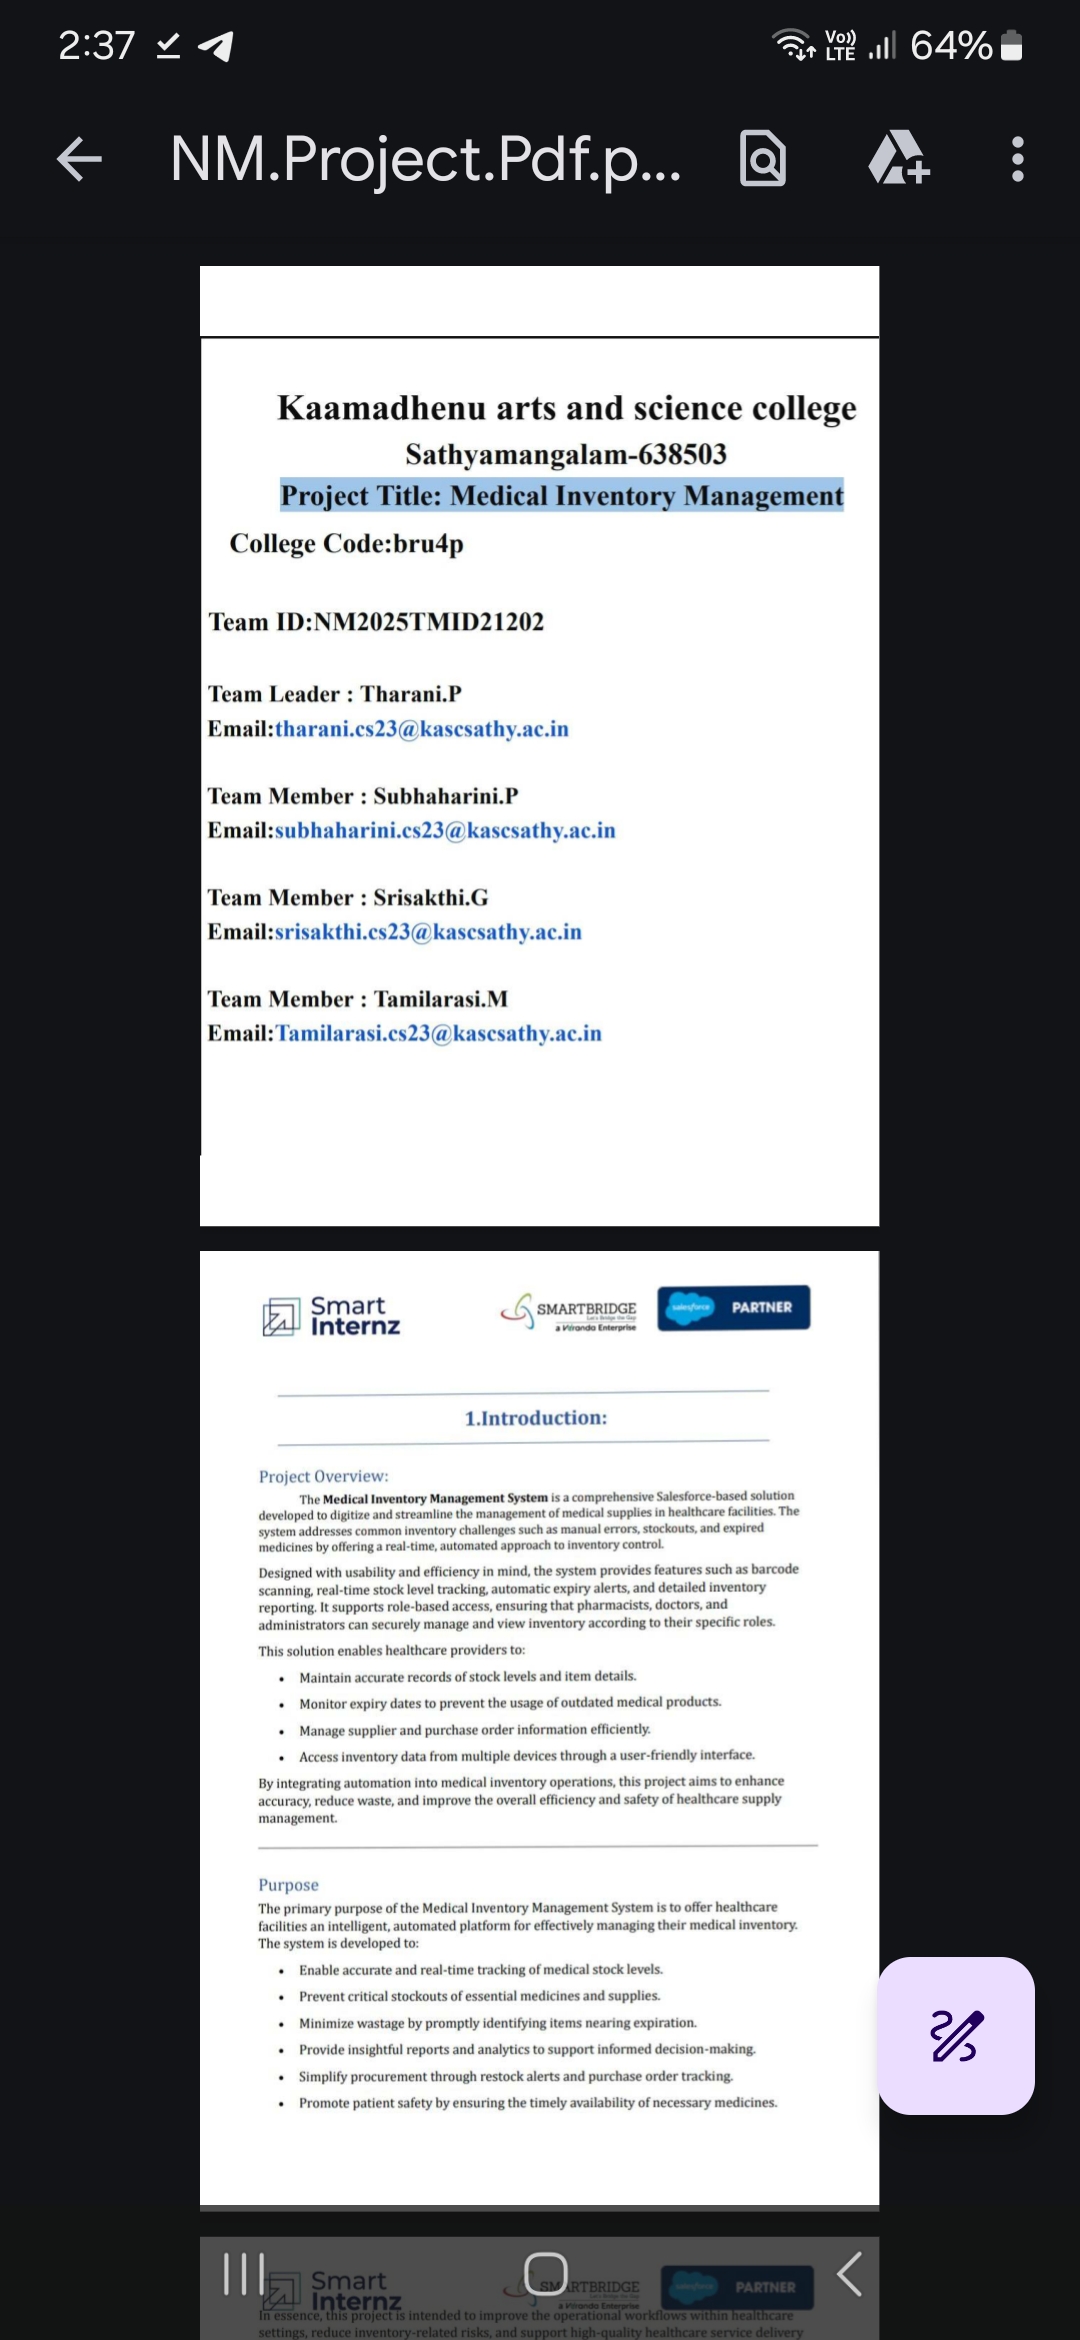 2:37
Vo))
LTE
64%
NM.Project.Pdf.p...
Kaamadhenu arts and science college
Sathyamangalam-638503
Project Title: Medical Inventory Management
College Code:bru4p
Team ID:NM2025TMID21202
Team Leader : Tharani.P
Email:tharani.cs23@kascsathy.ac.in
Team Member : Subhaharini.P
Email:subhaharini.cs23@kascsathy.ac.in
Team Member : Srisakthi.G
Email:srisakthi.cs23@kascsathy.ac.in
Team Member : Tamilarasi.M
Email:Tamilarasi.cs23@kascsathy.ac.in
Smart
Internz
SMARTBRIDGE
Let's Bridge the Gap
a Veranda Enterprise
salesforce
PARTNER
1.Introduction:
Project Overview:
The Medical Inventory Management System is a comprehensive Salesforce-based solution
developed to digitize and streamline the management of medical supplies in healthcare facilities. The
system addresses common inventory challenges such as manual errors, stockouts, and expired
medicines by offering a real-time, automated approach to inventory control.
Designed with usability and efficiency in mind, the system provides features such as barcode
scanning, real-time stock level tracking, automatic expiry alerts, and detailed inventory
reporting. It supports role-based access, ensuring that pharmacists, doctors, and
administrators can securely manage and view inventory according to their specific roles.
This solution enables healthcare providers to:
• Maintain accurate records of stock levels and item details.
• Monitor expiry dates to prevent the usage of outdated medical products.
• Manage supplier and purchase order information efficiently.
• Access inventory data from multiple devices through a user-friendly interface.
By integrating automation into medical inventory operations, this project aims to enhance
accuracy, reduce waste, and improve the overall efficiency and safety of healthcare supply
management.
Purpose
The primary purpose of the Medical Inventory Management System is to offer healthcare
facilities an intelligent, automated platform for effectively managing their medical inventory.
The system is developed to:
• Enable accurate and real-time tracking of medical stock levels.
• Prevent critical stockouts of essential medicines and supplies.
• Minimize wastage by promptly identifying items nearing expiration.
• Provide insightful reports and analytics to support informed decision-making.
• Simplify procurement through restock alerts and purchase order tracking.
• Promote patient safety by ensuring the timely availability of necessary medicines.
Smart
Internz
SMARTBRIDGE
a Veranda Enterprise
salesforce
PARTNER
In essence, this project is intended to improve the operational workflows within healthcare
settings, reduce inventory-related risks, and support high-quality healthcare service delivery